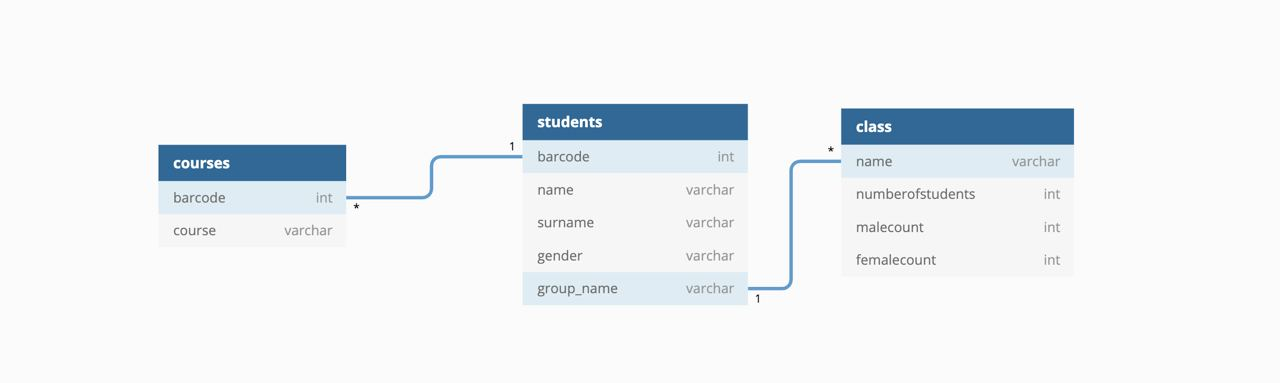 courses
barcode int
course varchar
*
1
students
barcode int
name varchar
surname varchar
gender varchar
group_name varchar
1
*
class
name varchar
numberofstudents int
malecount int
femalecount int